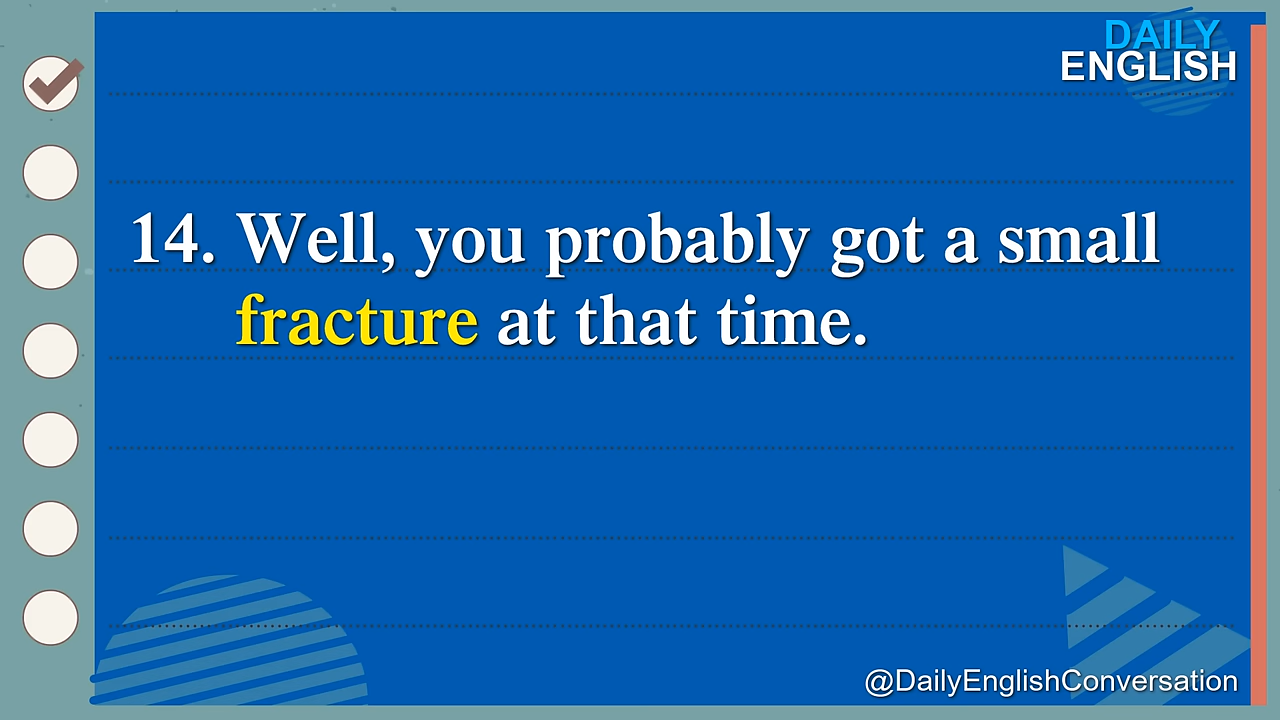 DAILY
ENGLISH
14. Well, you probably got a small
fracture at that time.
@DailyEnglishConversation